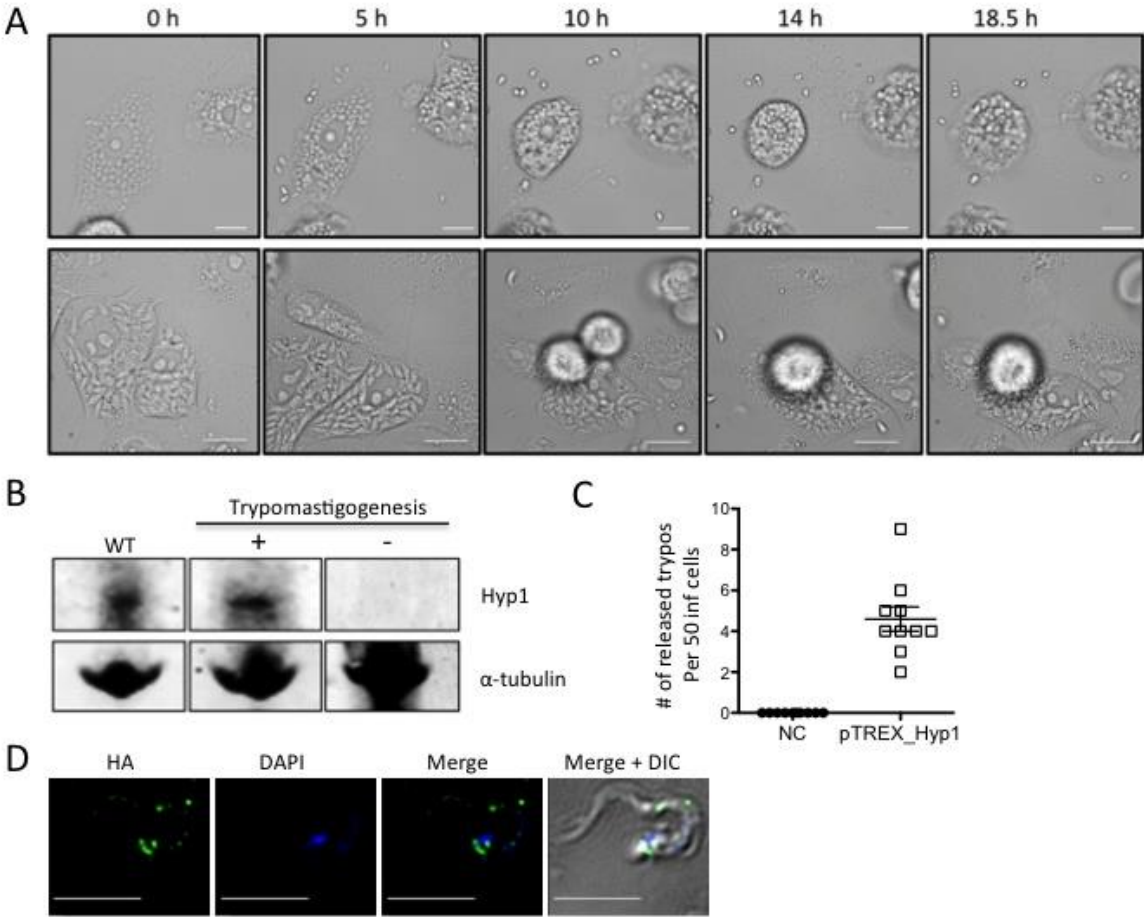 A
0 h 5 h 10 h 14 h 18.5 h
B
Trypomastigogenesis
WT + -
Hyp1
α-tubulin
C
# of released trypos
Per 50 inf cells
10
8
6
4
2
0
NC pTREX_Hyp1
D
HA DAPI Merge Merge + DIC